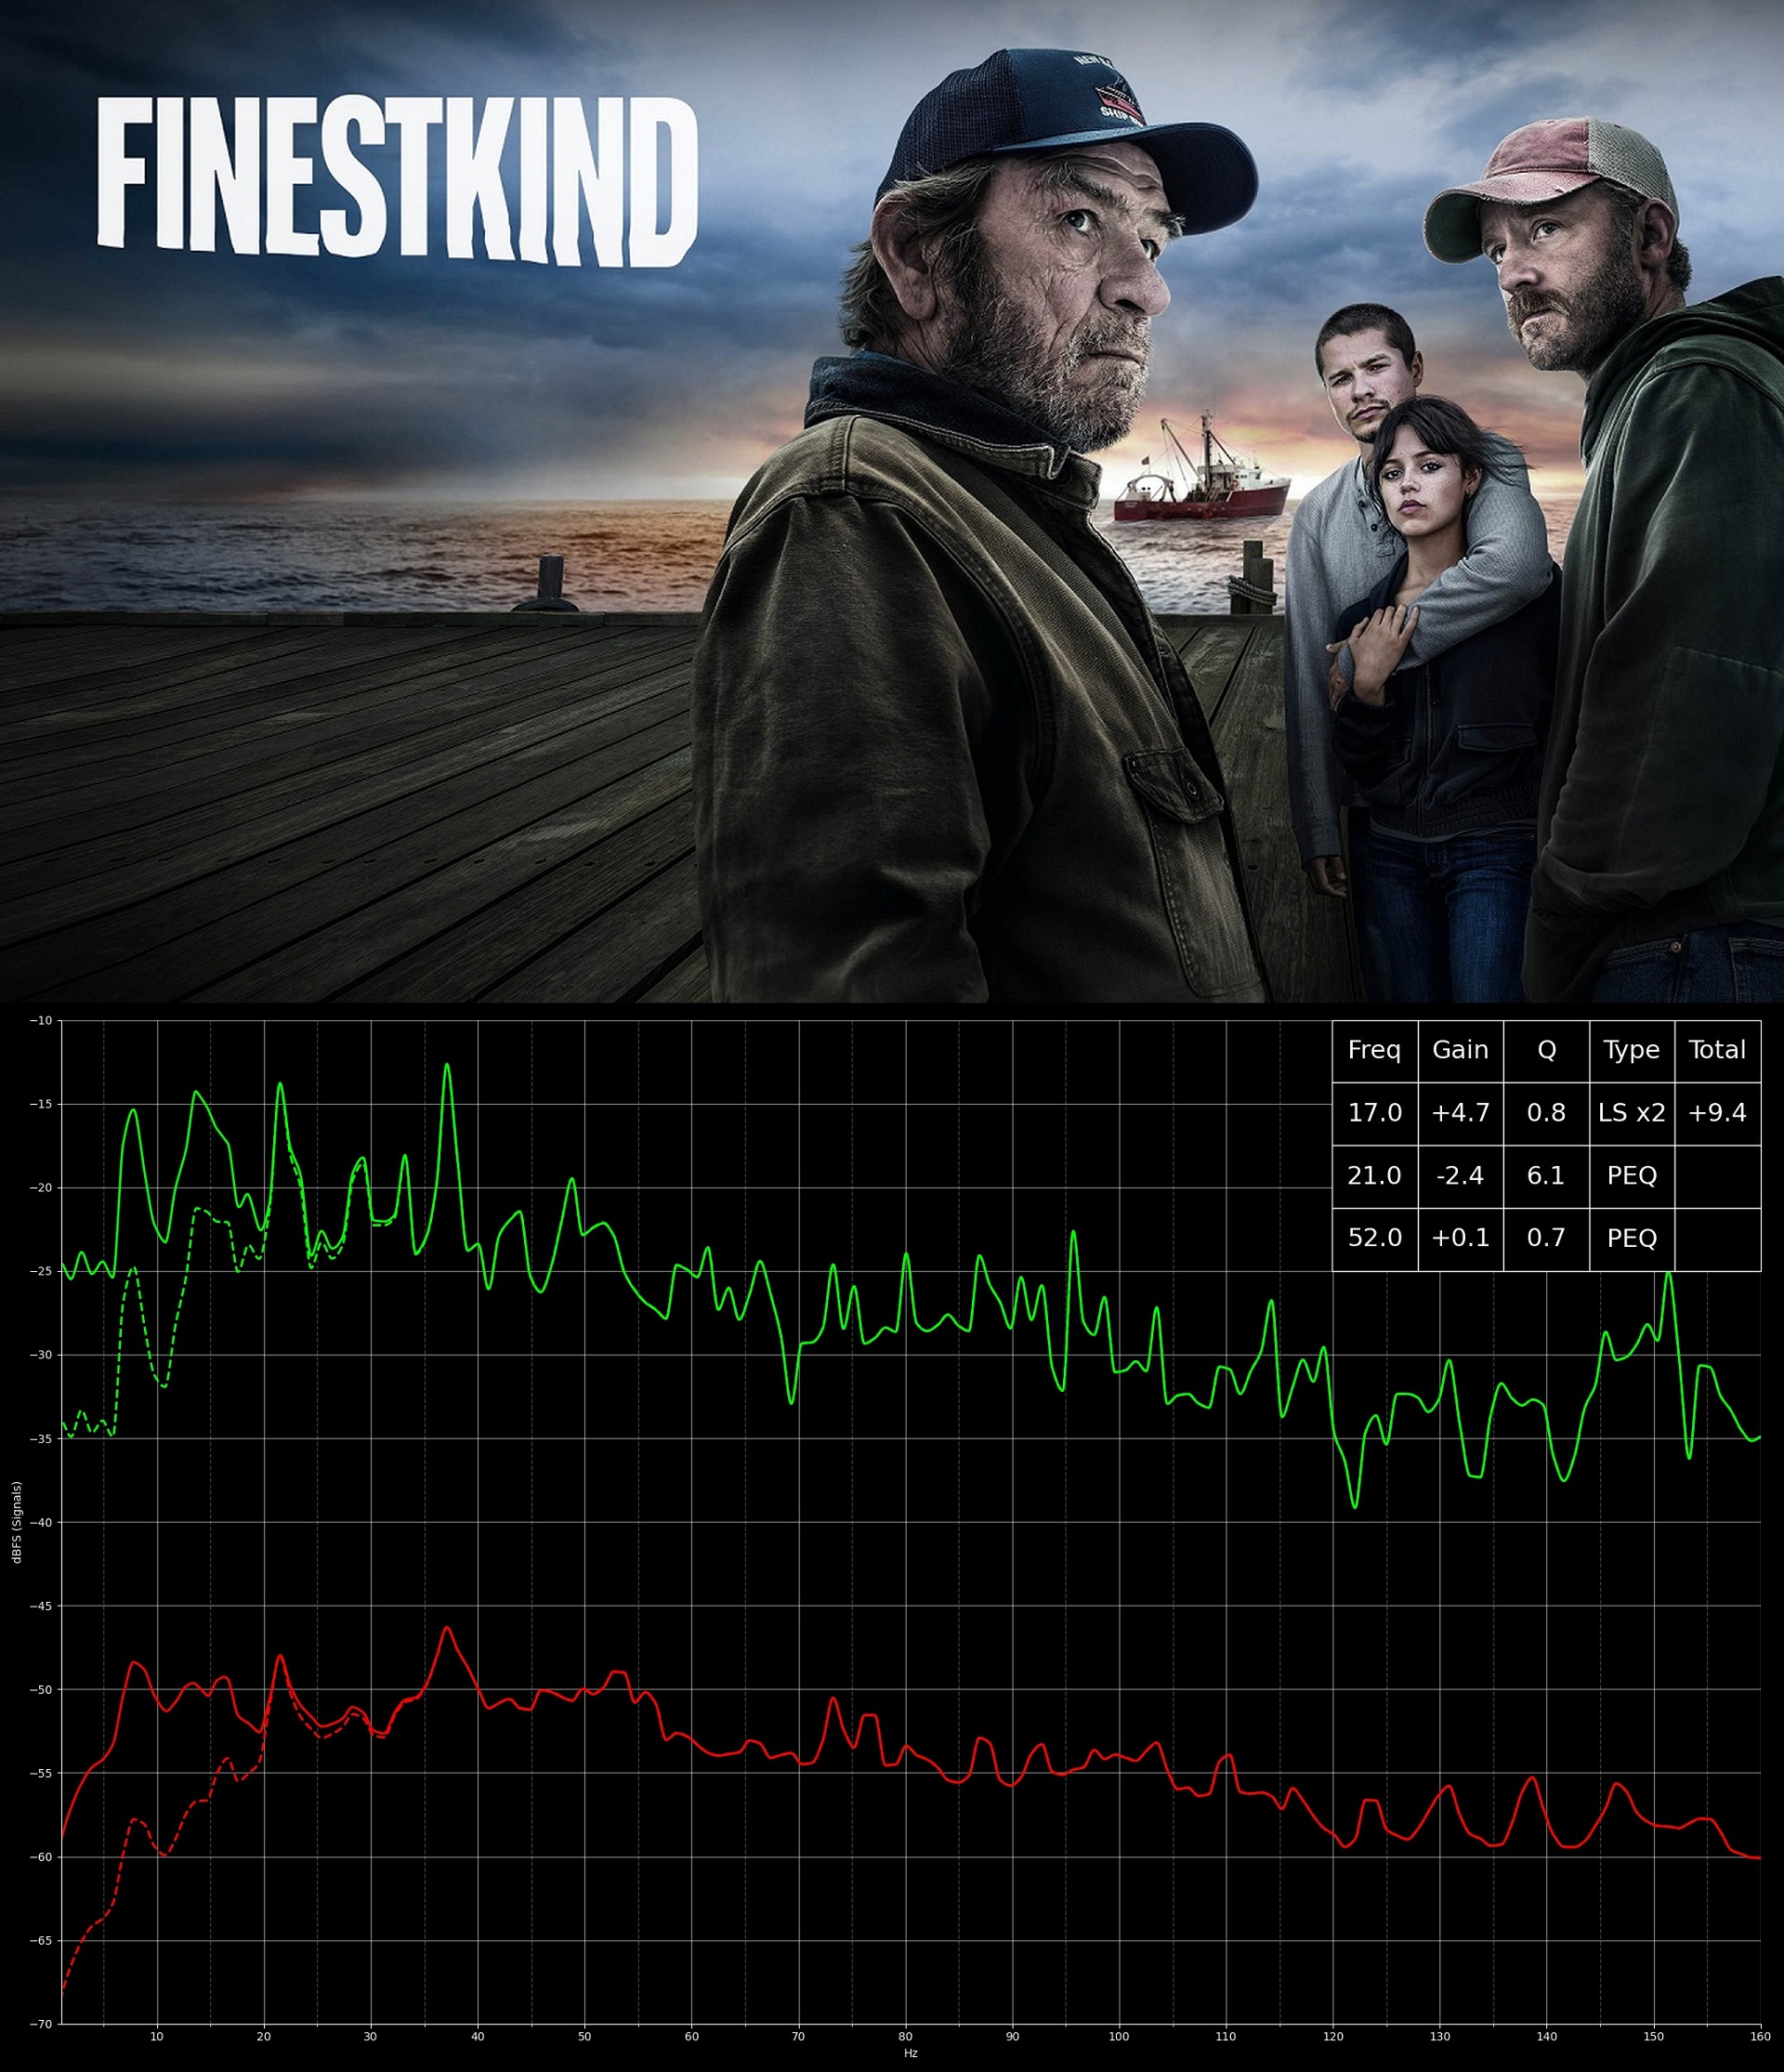 FINESTKIND
SHIP
Freq Gain Q Type Total
17.0 +4.7 0.8 LS x2 +9.4
21.0 -2.4 6.1 PEQ
52.0 +0.1 0.7 PEQ
−10
−15
−20
−25
−30
−35
−40
−45
−50
−55
−60
−65
−70
dBFS (Signals)
10 20 30 40 50 60 70 80 90 100 110 120 130 140 150 160
Hz